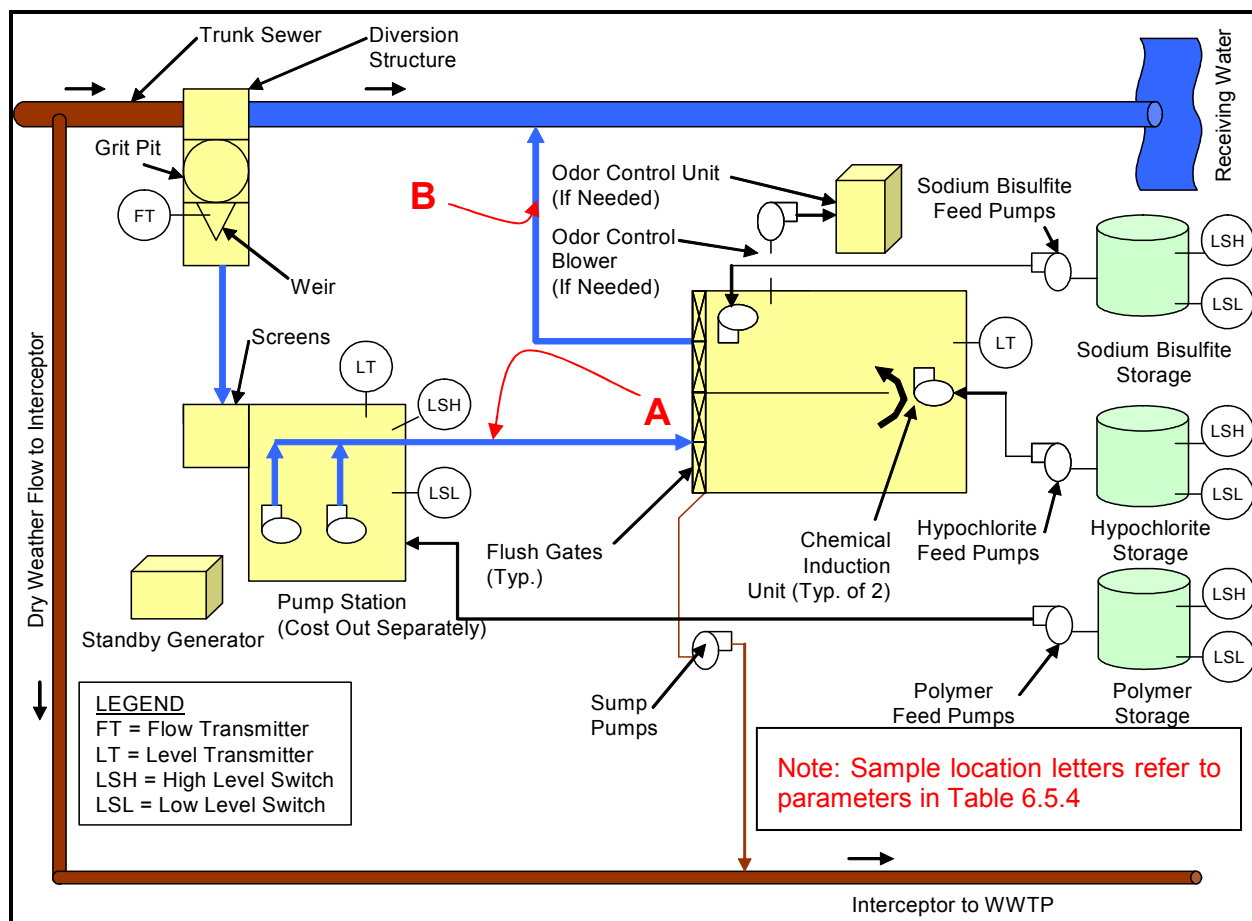 Trunk Sewer
Diversion
Structure
Receiving Water
Grit Pit
FT
Weir
B
Odor Control Unit
(If Needed)
Odor Control
Blower
(If Needed)
Sodium Bisulfite
Feed Pumps
LSH
LSL
Sodium Bisulfite
Storage
Screens
LT
LSH
LSL
A
LT
Dry Weather Flow to Interceptor
Flush Gates
(Typ.)
Chemical
Induction
Unit (Typ. of 2)
Hypochlorite
Feed Pumps
LSH
LSL
Hypochlorite
Storage
Standby Generator
Pump Station
(Cost Out Separately)
Sump
Pumps
Polymer
Feed Pumps
LSH
LSL
Polymer
Storage
LEGEND
FT = Flow Transmitter
LT = Level Transmitter
LSH = High Level Switch
LSL = Low Level Switch
Note: Sample location letters refer to
parameters in Table 6.5.4
Interceptor to WWTP